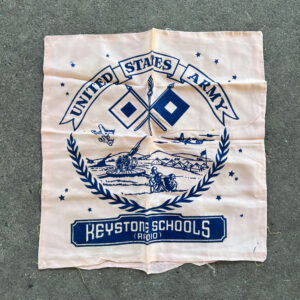 UNITED STATES ARMY
KEYSTONE SCHOOLS
(RADIO)